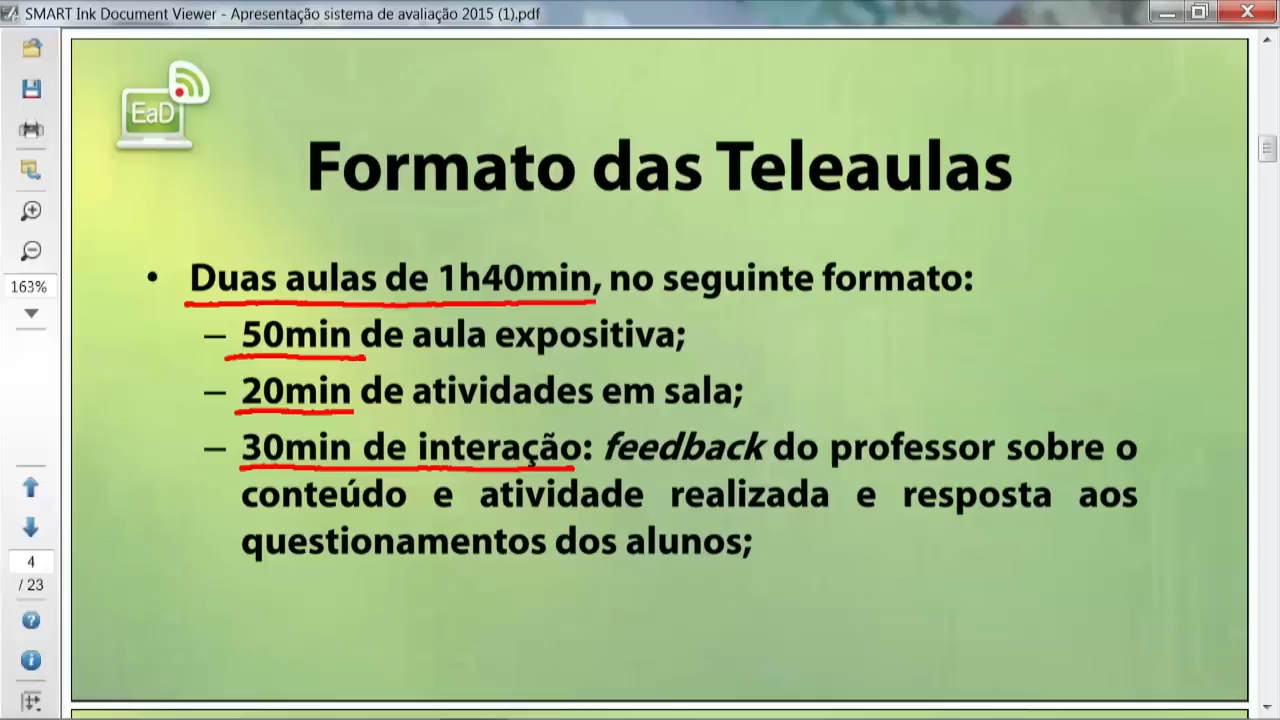 SMART Ink Document Viewer - Apresentação sistema de avaliação 2015 (1).pdf
EaD
Formato das Teleaulas
• Duas aulas de 1h40min, no seguinte formato:
– 50min de aula expositiva;
– 20min de atividades em sala;
– 30min de interação: feedback do professor sobre o
conteúdo e atividade realizada e resposta aos
questionamentos dos alunos;
163%
4
/ 23